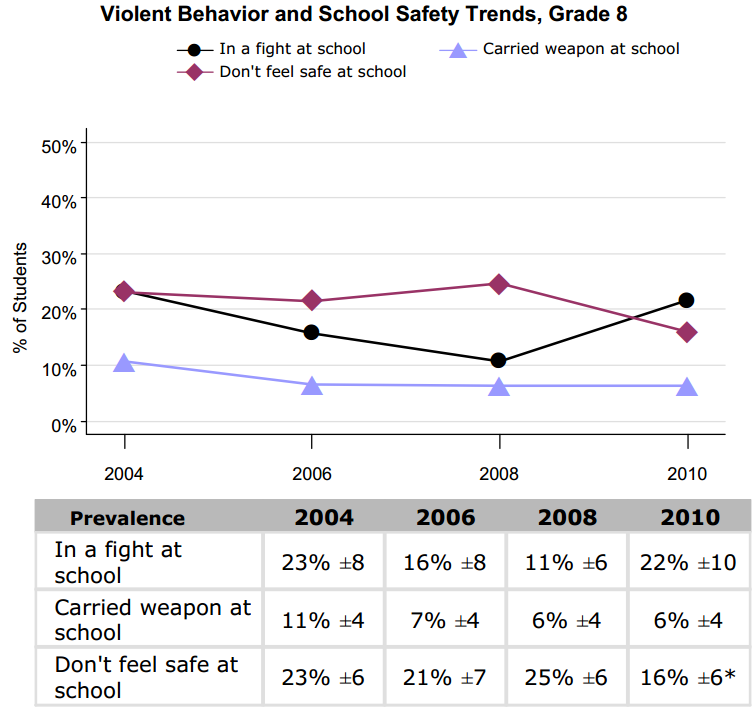 Violent Behavior and School Safety Trends, Grade 8
In a fight at school
Carried weapon at school
Don't feel safe at school
% of Students
50%
40%
30%
20%
10%
0%
2004 2006 2008 2010
Prevalence 2004 2006 2008 2010
In a fight at
school
23% ±8 16% ±8 11% ±6 22% ±10
Carried weapon at
school
11% ±4 7% ±4 6% ±4 6% ±4
Don't feel safe at
school
23% ±6 21% ±7 25% ±6 16% ±6*